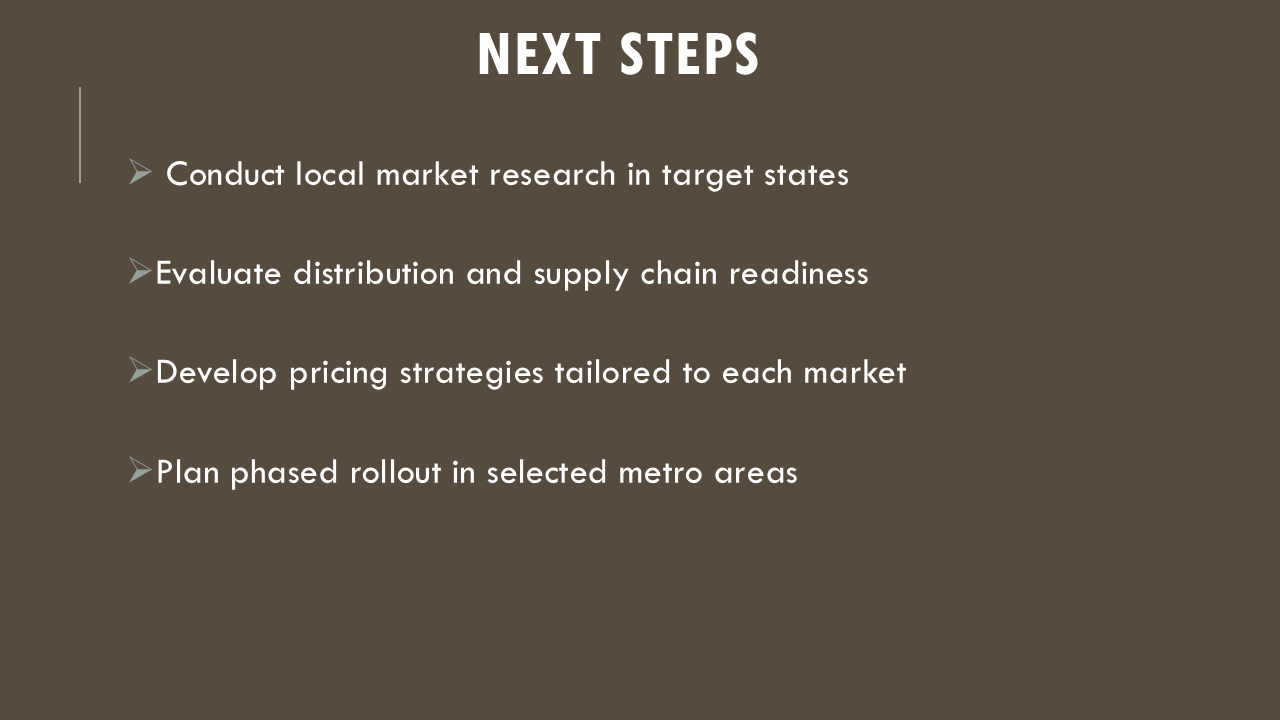 NEXT STEPS
➢ Conduct local market research in target states
➢Evaluate distribution and supply chain readiness
➢Develop pricing strategies tailored to each market
➢Plan phased rollout in selected metro areas